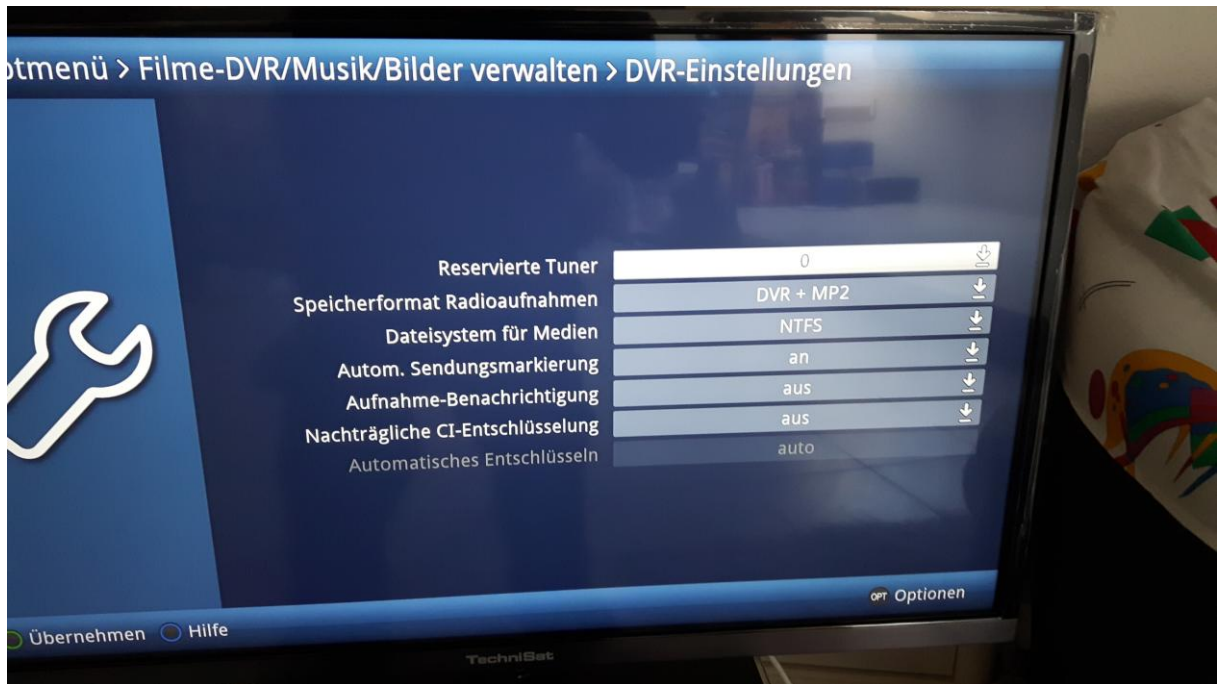 otmenü > Filme-DVR/Musik/Bilder verwalten > DVR-Einstellungen
Reservierte Tuner 0
Speicherformat Radioaufnahmen DVR + MP2
Dateisystem für Medien NTFS
Autom. Sendungsmarkierung an
Aufnahme-Benachrichtigung aus
Nachträgliche CI-Entschlüsselung aus
Automatisches Entschlüsseln auto
OPT Optionen
Übernehmen Hilfe
TechniSat